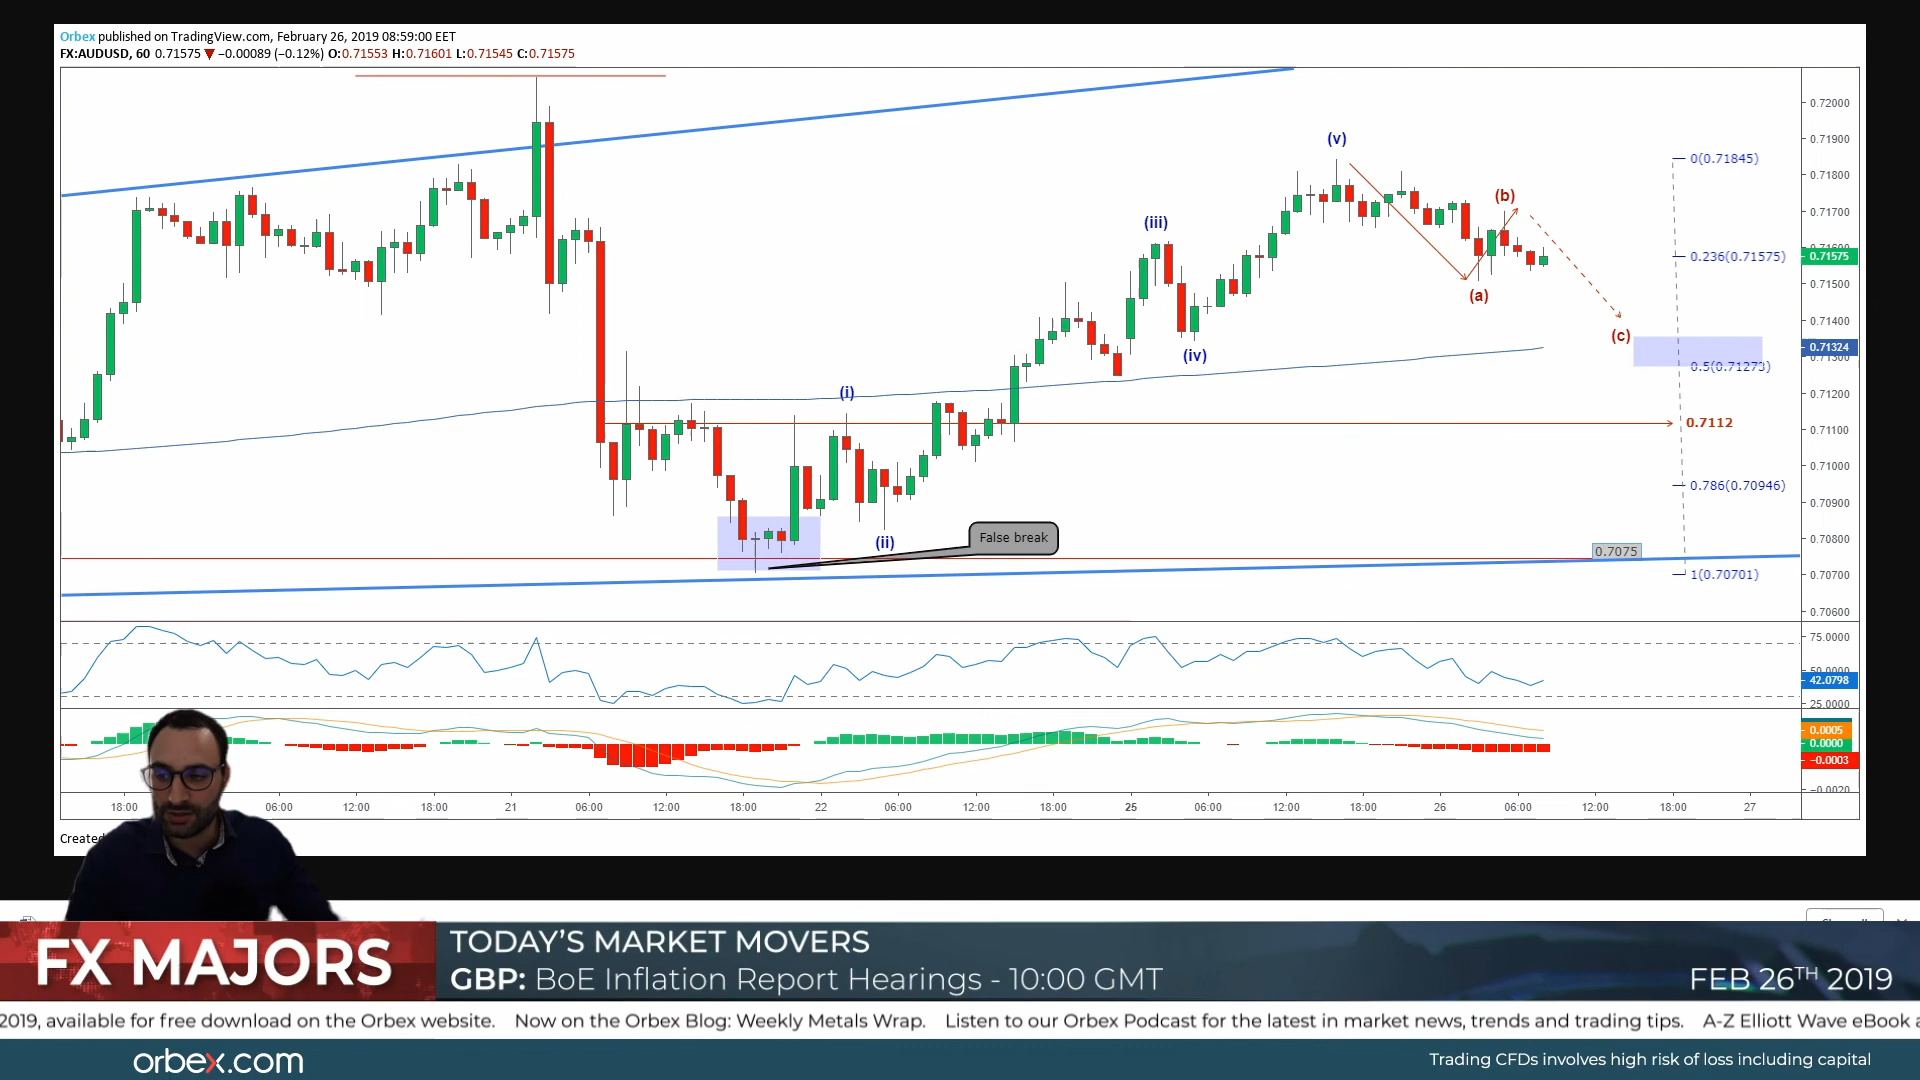 Orbex published on TradingView.com, February 26, 2019 08:59:00 EET
FX:AUDUSD, 60 0.71575 ▼ −0.00089 (−0.12%) O:0.71553 H:0.71601 L:0.71545 C:0.71575
0.72000
0.71900
0.71800
0.71700
0.71600
0.71575
0.71500
0.71400
0.71324
0.71300
0.71200
0.71100
0.71000
0.70900
0.70800
0.70700
0.70600
(v)
0(0.71845)
(b)
(iii)
0.236(0.71575)
(a)
(c)
(iv)
0.5(0.71273)
(i)
0.7112
0.786(0.70946)
(ii)
False break
0.7075
1(0.70701)
75.0000
50.0000
42.0798
25.0000
0.0005
0.0000
−0.0003
−0.0020
18:00 06:00 12:00 18:00 21 06:00 12:00 18:00 22 06:00 12:00 18:00 25 06:00 12:00 18:00 26 06:00 12:00 18:00 27
Created
FX MAJORS
TODAY'S MARKET MOVERS
GBP: BoE Inflation Report Hearings - 10:00 GMT
FEB 26TH 2019
2019, available for free download on the Orbex website. Now on the Orbex Blog: Weekly Metals Wrap. Listen to our Orbex Podcast for the latest in market news, trends and trading tips. A-Z Elliott Wave eBook
orbex.com
Trading CFDs involves high risk of loss including capital